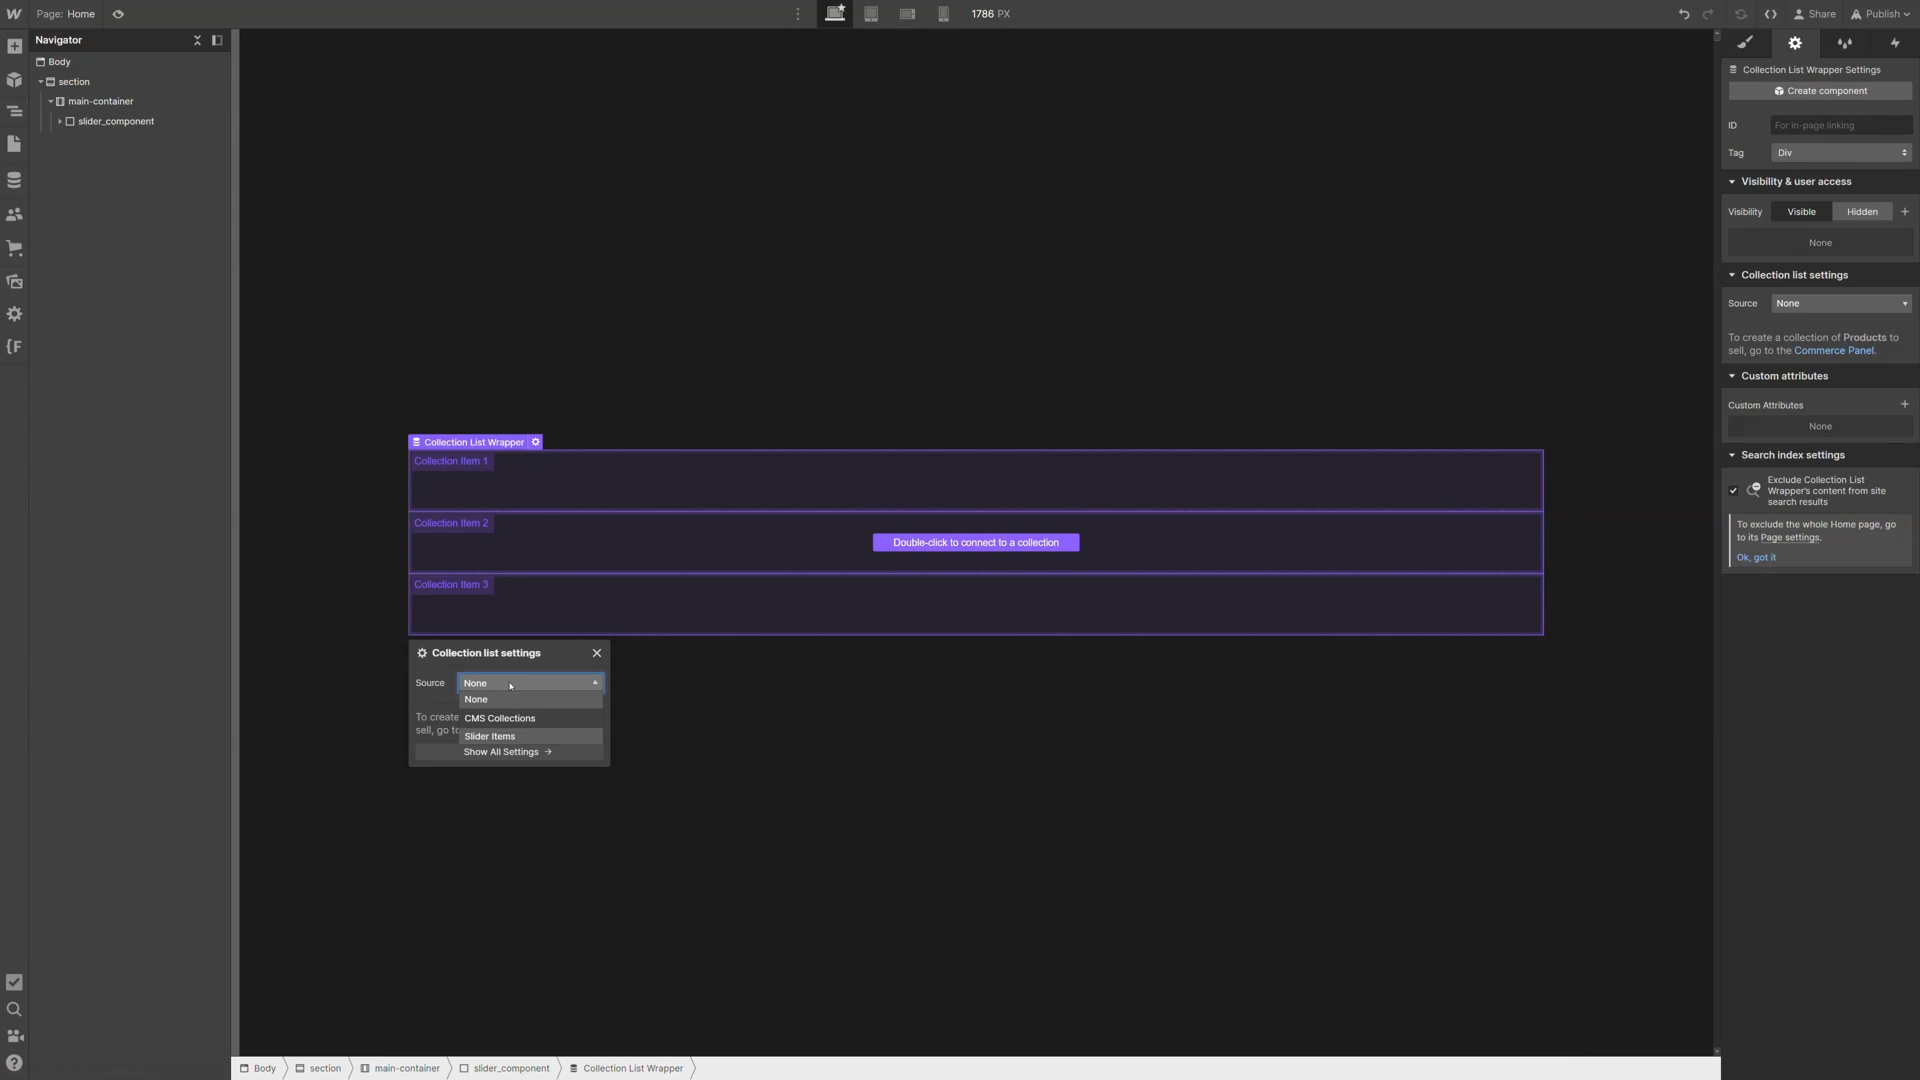 Page: Home
1786 PX
Share
Publish
Navigator
Body
section
main-container
slider_component
Collection List Wrapper
Collection Item 1
Collection Item 2
Double-click to connect to a collection
Collection Item 3
Collection list settings
Source
None
None
To create
CMS Collections
sell, go to
Slider Items
Show All Settings
Collection List Wrapper Settings
Create component
ID
For in-page linking
Tag
Div
Visibility & user access
Visibility
Visible
Hidden
None
Collection list settings
Source
None
To create a collection of Products to
sell, go to the Commerce Panel.
Custom attributes
Custom Attributes
None
Search index settings
Exclude Collection List
Wrapper's content from site
search results
To exclude the whole Home page, go
to its Page settings.
Ok, got it
Body
section
main-container
slider_component
Collection List Wrapper